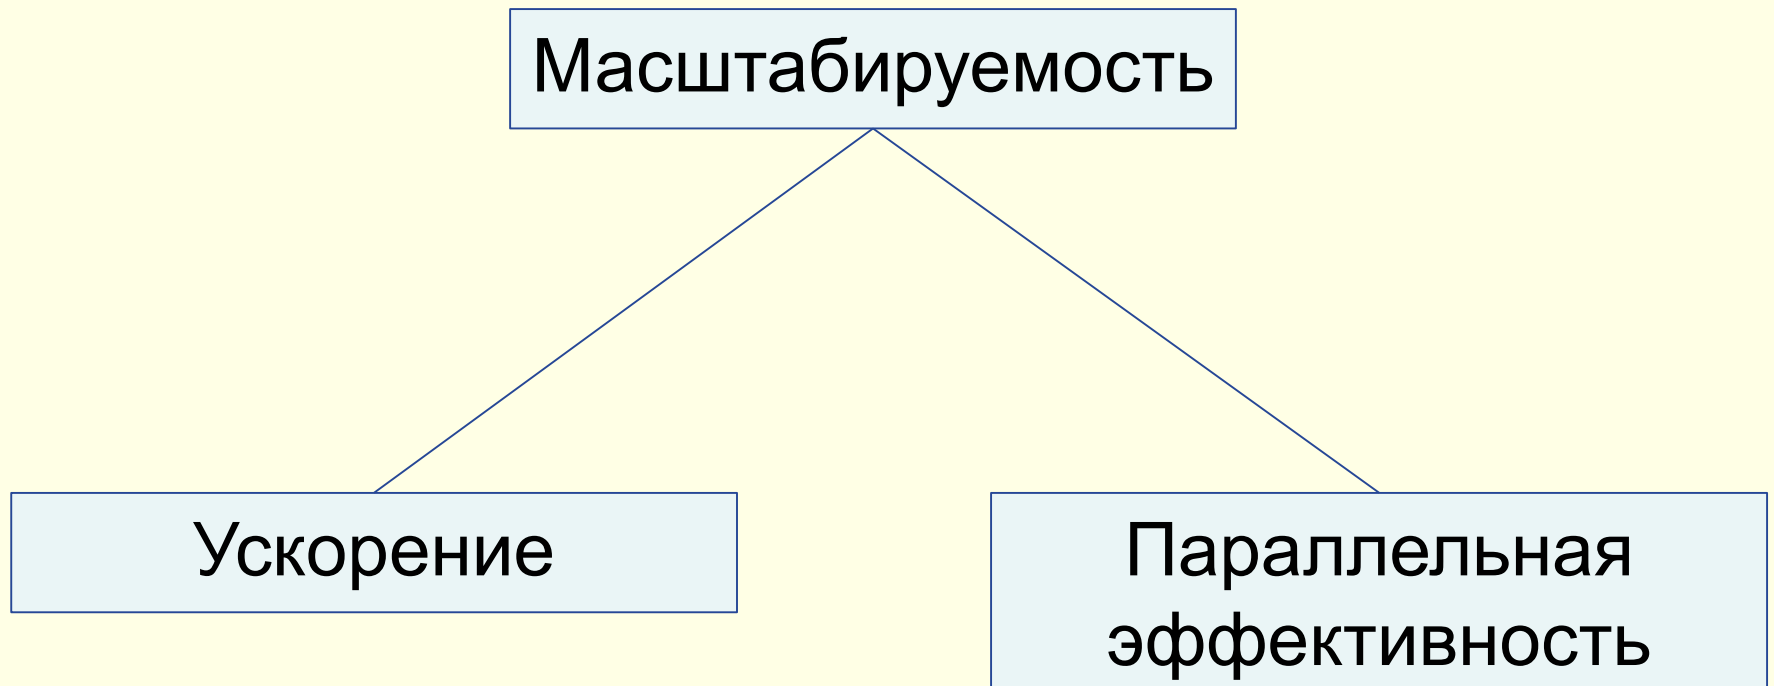 Масштабируемость
Ускорение
Параллельная
эффективность